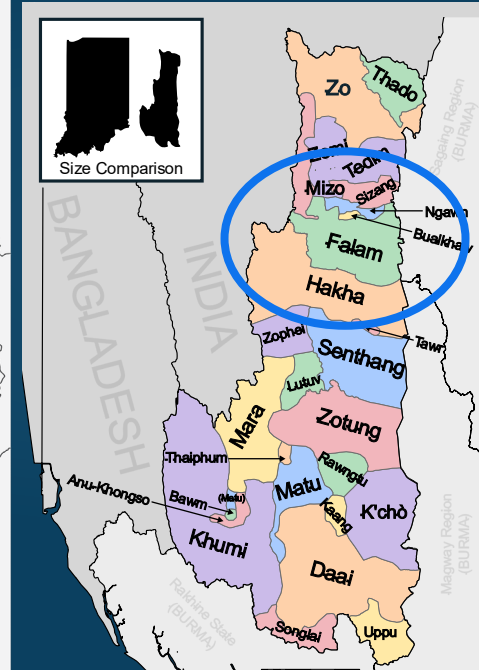 Size Comparison
Zo
Thado
Zomi
Tedim
Mizo
Sizang
Ngawn
Bualkhaw
Falam
Hakha
Tawr
Zophei
Senthang
Lutuv
Mara
Zotung
Thaiphum
Rawngtu
Anu-Khongso
Bawm
(Matu)
Matu
Kaang
K'chò
Khumi
Daai
Songlai
Uppu
BANGLADESH
INDIA
Sagaing Region
(BURMA)
Magway Region
(BURMA)
Rakhine State
(BURMA)